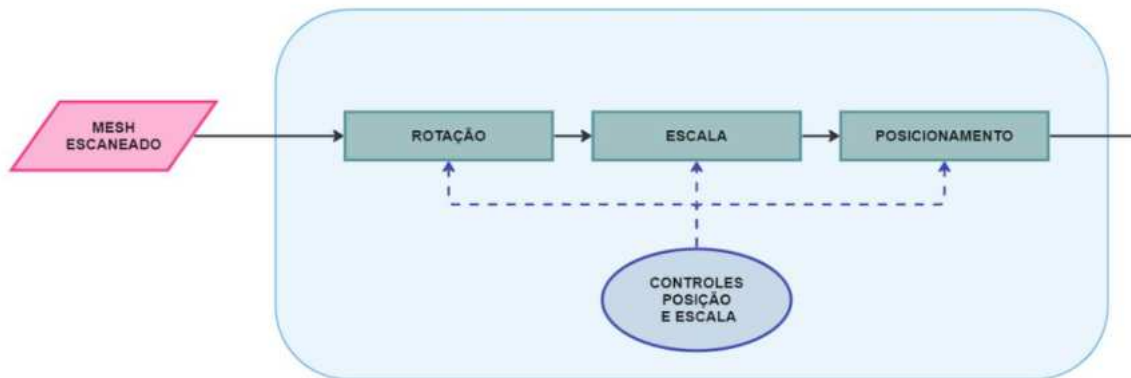 MESH
ESCANEADO
ROTAÇÃO
ESCALA
POSICIONAMENTO
CONTROLES
POSIÇÃO
E ESCALA